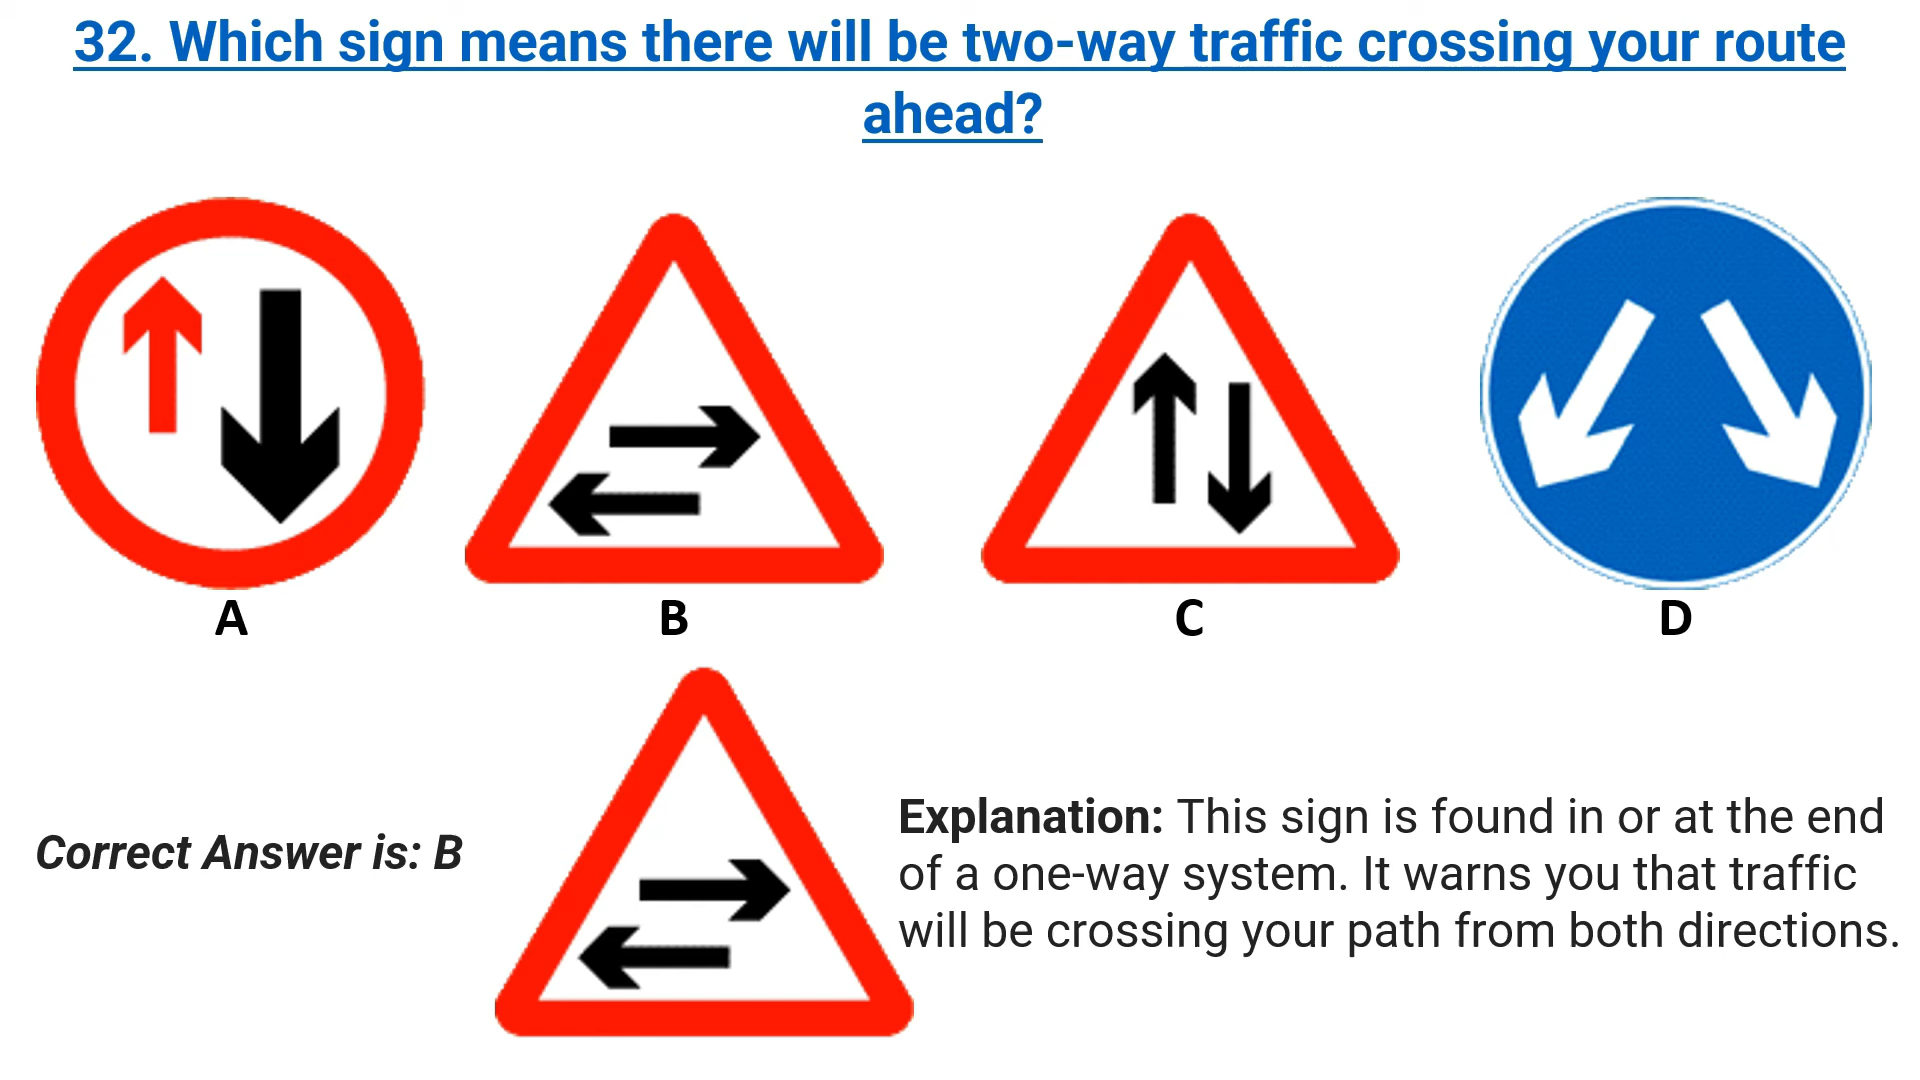 32. Which sign means there will be two-way traffic crossing your route
ahead?
A
B
C
D
Correct Answer is: B
Explanation: This sign is found in or at the end
of a one-way system. It warns you that traffic
will be crossing your path from both directions.